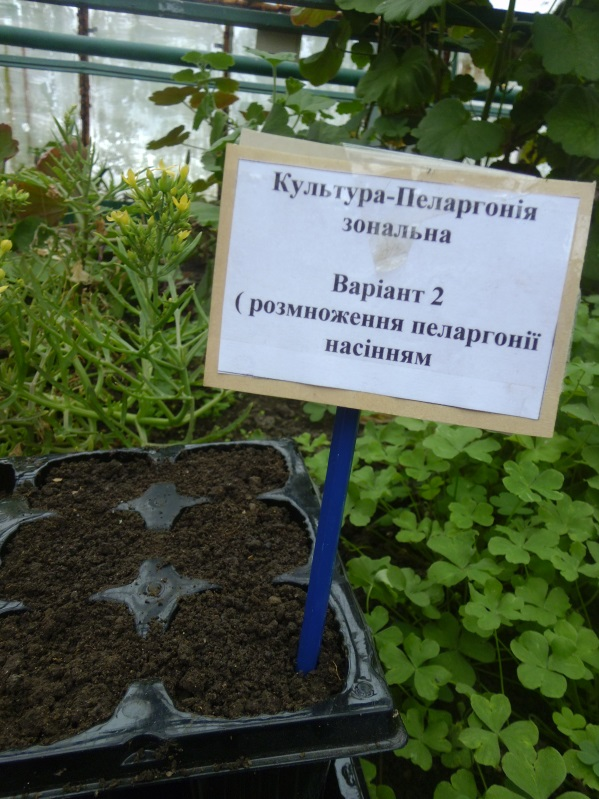 Культура-Пеларгонія
зональна
Варіант 2
( розмноження пеларгонії
насінням